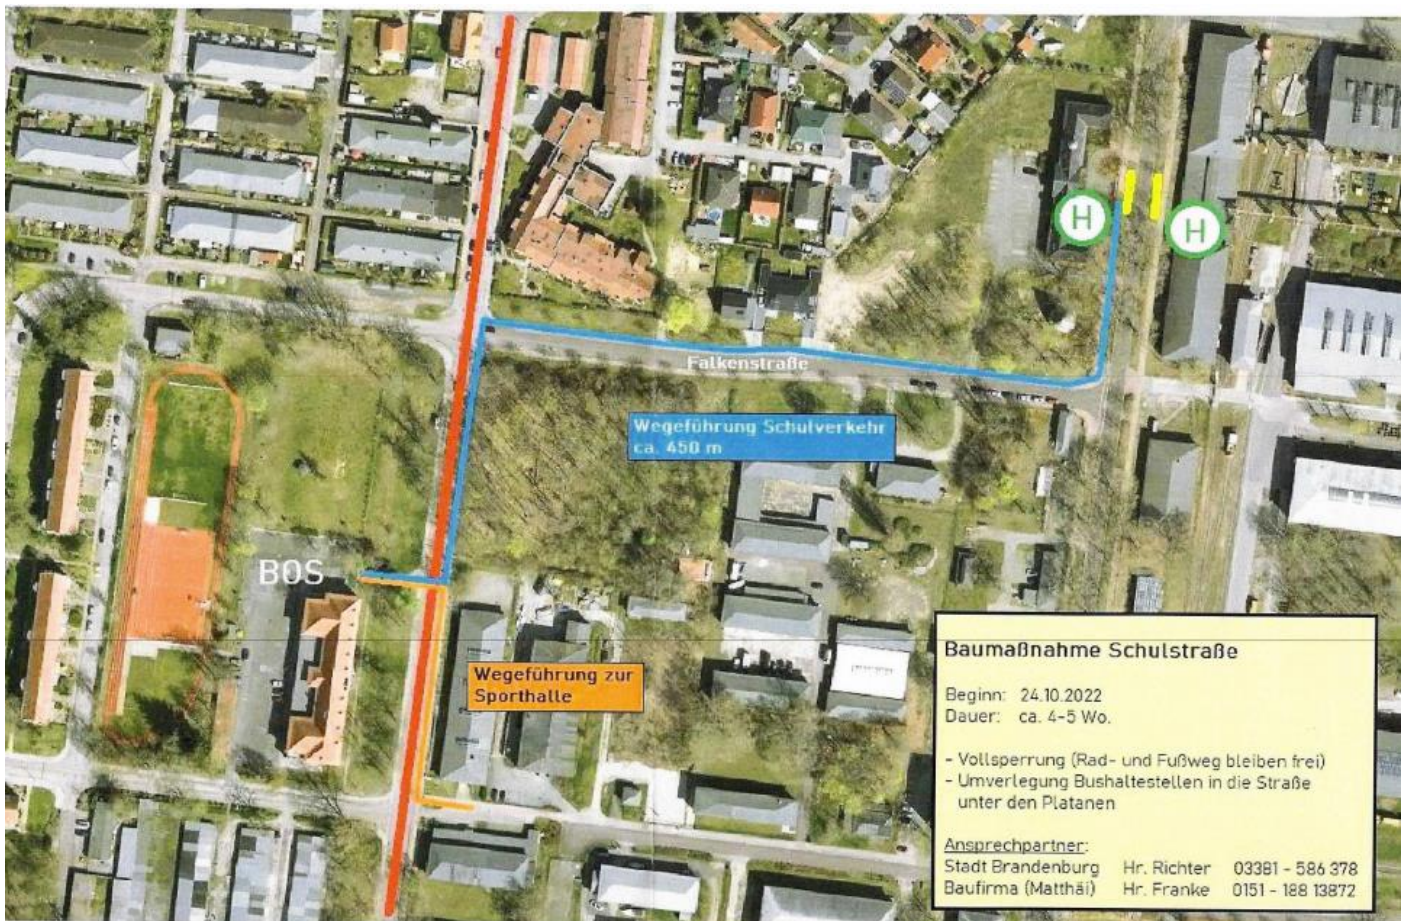 H
H
Falkenstraße
Wegeführung Schulverkehr
ca. 450 m
BOS
Wegeführung zur
Sporthalle
Baumaßnahme Schulstraße
Beginn: 24.10.2022
Dauer: ca. 4-5 Wo.
- Vollsperrung (Rad- und Fußweg bleiben frei)
- Umverlegung Bushaltestellen in die Straße
unter den Platanen
Ansprechpartner:
Stadt Brandenburg Hr. Richter 03381 - 586 378
Baufirma (Matthäi) Hr. Franke 0151 - 188 13872